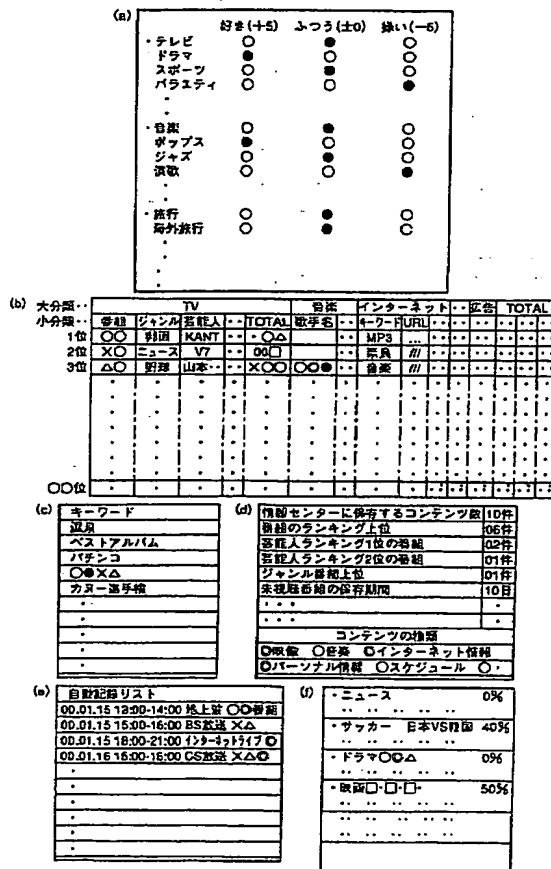 (a)
好き(+5) ふつう(±0) 嫌い(−5)
・テレビ ○ ● ○
ドラマ ● ○ ○
スポーツ ○ ● ○
バラエティ ○ ○ ●
・音楽 ○ ● ○
ポップス ● ○ ○
ジャズ ○ ● ○
演歌 ○ ○ ●
・旅行 ○ ● ○
海外旅行 ○ ● ○
(b)
大分類・・ TV 音楽 インターネット ・・ 広告 TOTAL
小分類・・ 番組 ジャンル 芸能人 ・・ TOTAL 歌手名 ・・ キーワード URL
1位 ○○ 映画 KANT ・・ ・○△ MP3 ...
2位 ×○ ニュース V7 ・・ 00□ ///
3位 △○ 野球 山本・・ ×○○ ○○● 音楽 ///
○○位
(c)
キーワード
温泉
ベストアルバム
パチンコ
○●×△
カヌー選手権
(d)
情報センターに保存するコンテンツ数 10件
番組のランキング上位 05件
芸能人ランキング1位の番組 02件
芸能人ランキング2位の番組 01件
ジャンル番組上位 01件
未視聴番組の保存期間 10日
コンテンツの種類
◎映像 ○音楽 ◎インターネット情報
◎パーソナル情報 ○スケジュール ○・
(e)
自動記録リスト
00.01.15 13:00-14:00 地上波 ○◎番組
00.01.15 15:00-16:00 BS放送 ×△
00.01.15 18:00-21:00 インターネットライブ ◎
00.01.16 15:00-16:00 CS放送 ×△◎
(f)
・ニュース 0%
・サッカー 日本VS韓国 40%
・ドラマ○◎△ 0%
・映画□・□・□・ 50%